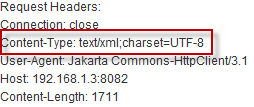 Request Headers:
Connection: close
Content-Type: text/xml;charset=UTF-8
User-Agent: Jakarta Commons-HttpClient/3.1
Host: 192.168.1.3:8082
Content-Length: 1711